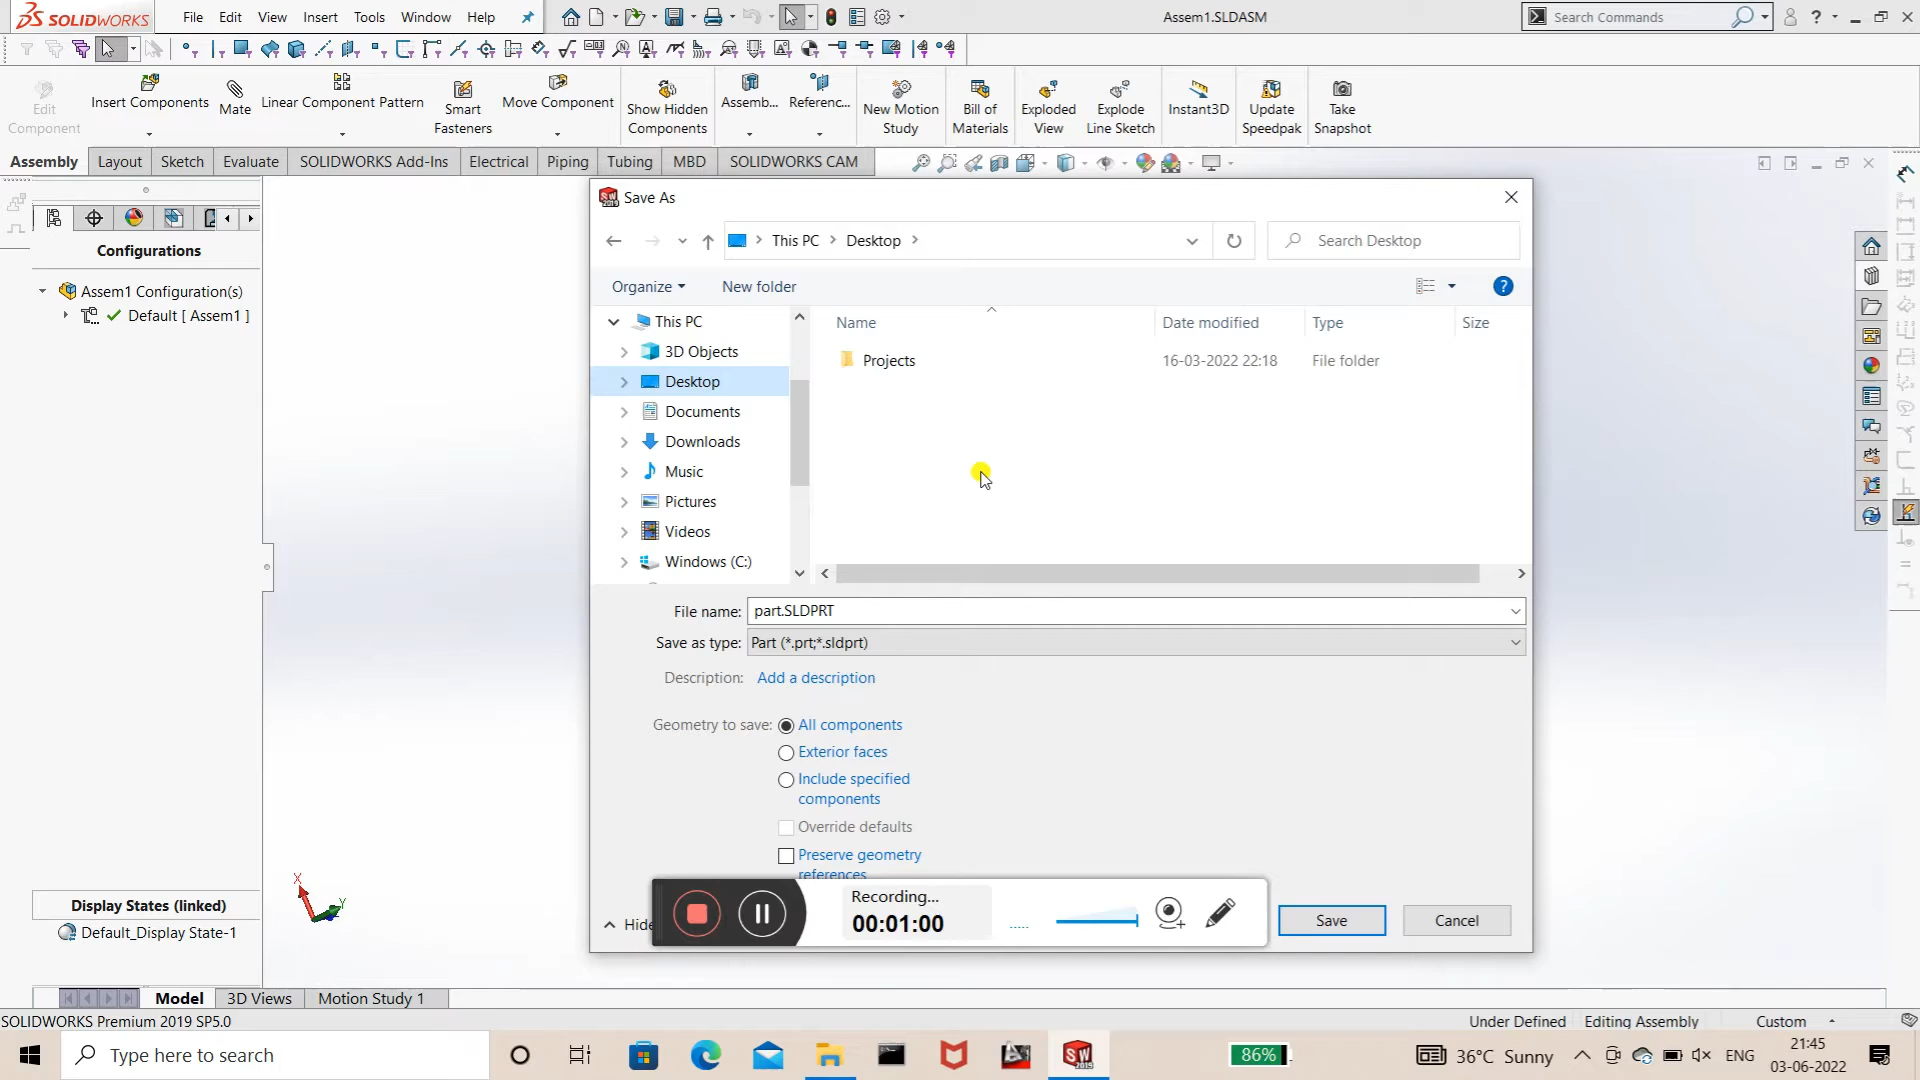 SOLIDWORKS File Edit View Insert Tools Window Help Assem1.SLDASM Search Commands
Edit Component
Insert Components
Mate
Linear Component Pattern
Smart Fasteners
Move Component
Show Hidden Components
Assemb...
Referenc...
New Motion Study
Bill of Materials
Exploded View
Explode Line Sketch
Instant3D
Update Speedpak
Take Snapshot
Assembly Layout Sketch Evaluate SOLIDWORKS Add-Ins Electrical Piping Tubing MBD SOLIDWORKS CAM
Configurations
Assem1 Configuration(s)
Default [ Assem1 ]
Save As
This PC > Desktop >
Search Desktop
Organize New folder
This PC
3D Objects
Desktop
Documents
Downloads
Music
Pictures
Videos
Windows (C:)
Name Date modified Type Size
Projects 16-03-2022 22:18 File folder
File name: part.SLDPRT
Save as type: Part (*.prt;*.sldprt)
Description: Add a description
Geometry to save: All components
Exterior faces
Include specified
components
Override defaults
Preserve geometry
references
Hide
Recording...
00:01:00
Save Cancel
X
Y
Display States (linked)
Default_Display State-1
Model 3D Views Motion Study 1
SOLIDWORKS Premium 2019 SP5.0 Under Defined Editing Assembly Custom
Type here to search 86% 36°C Sunny ENG 21:45
03-06-2022